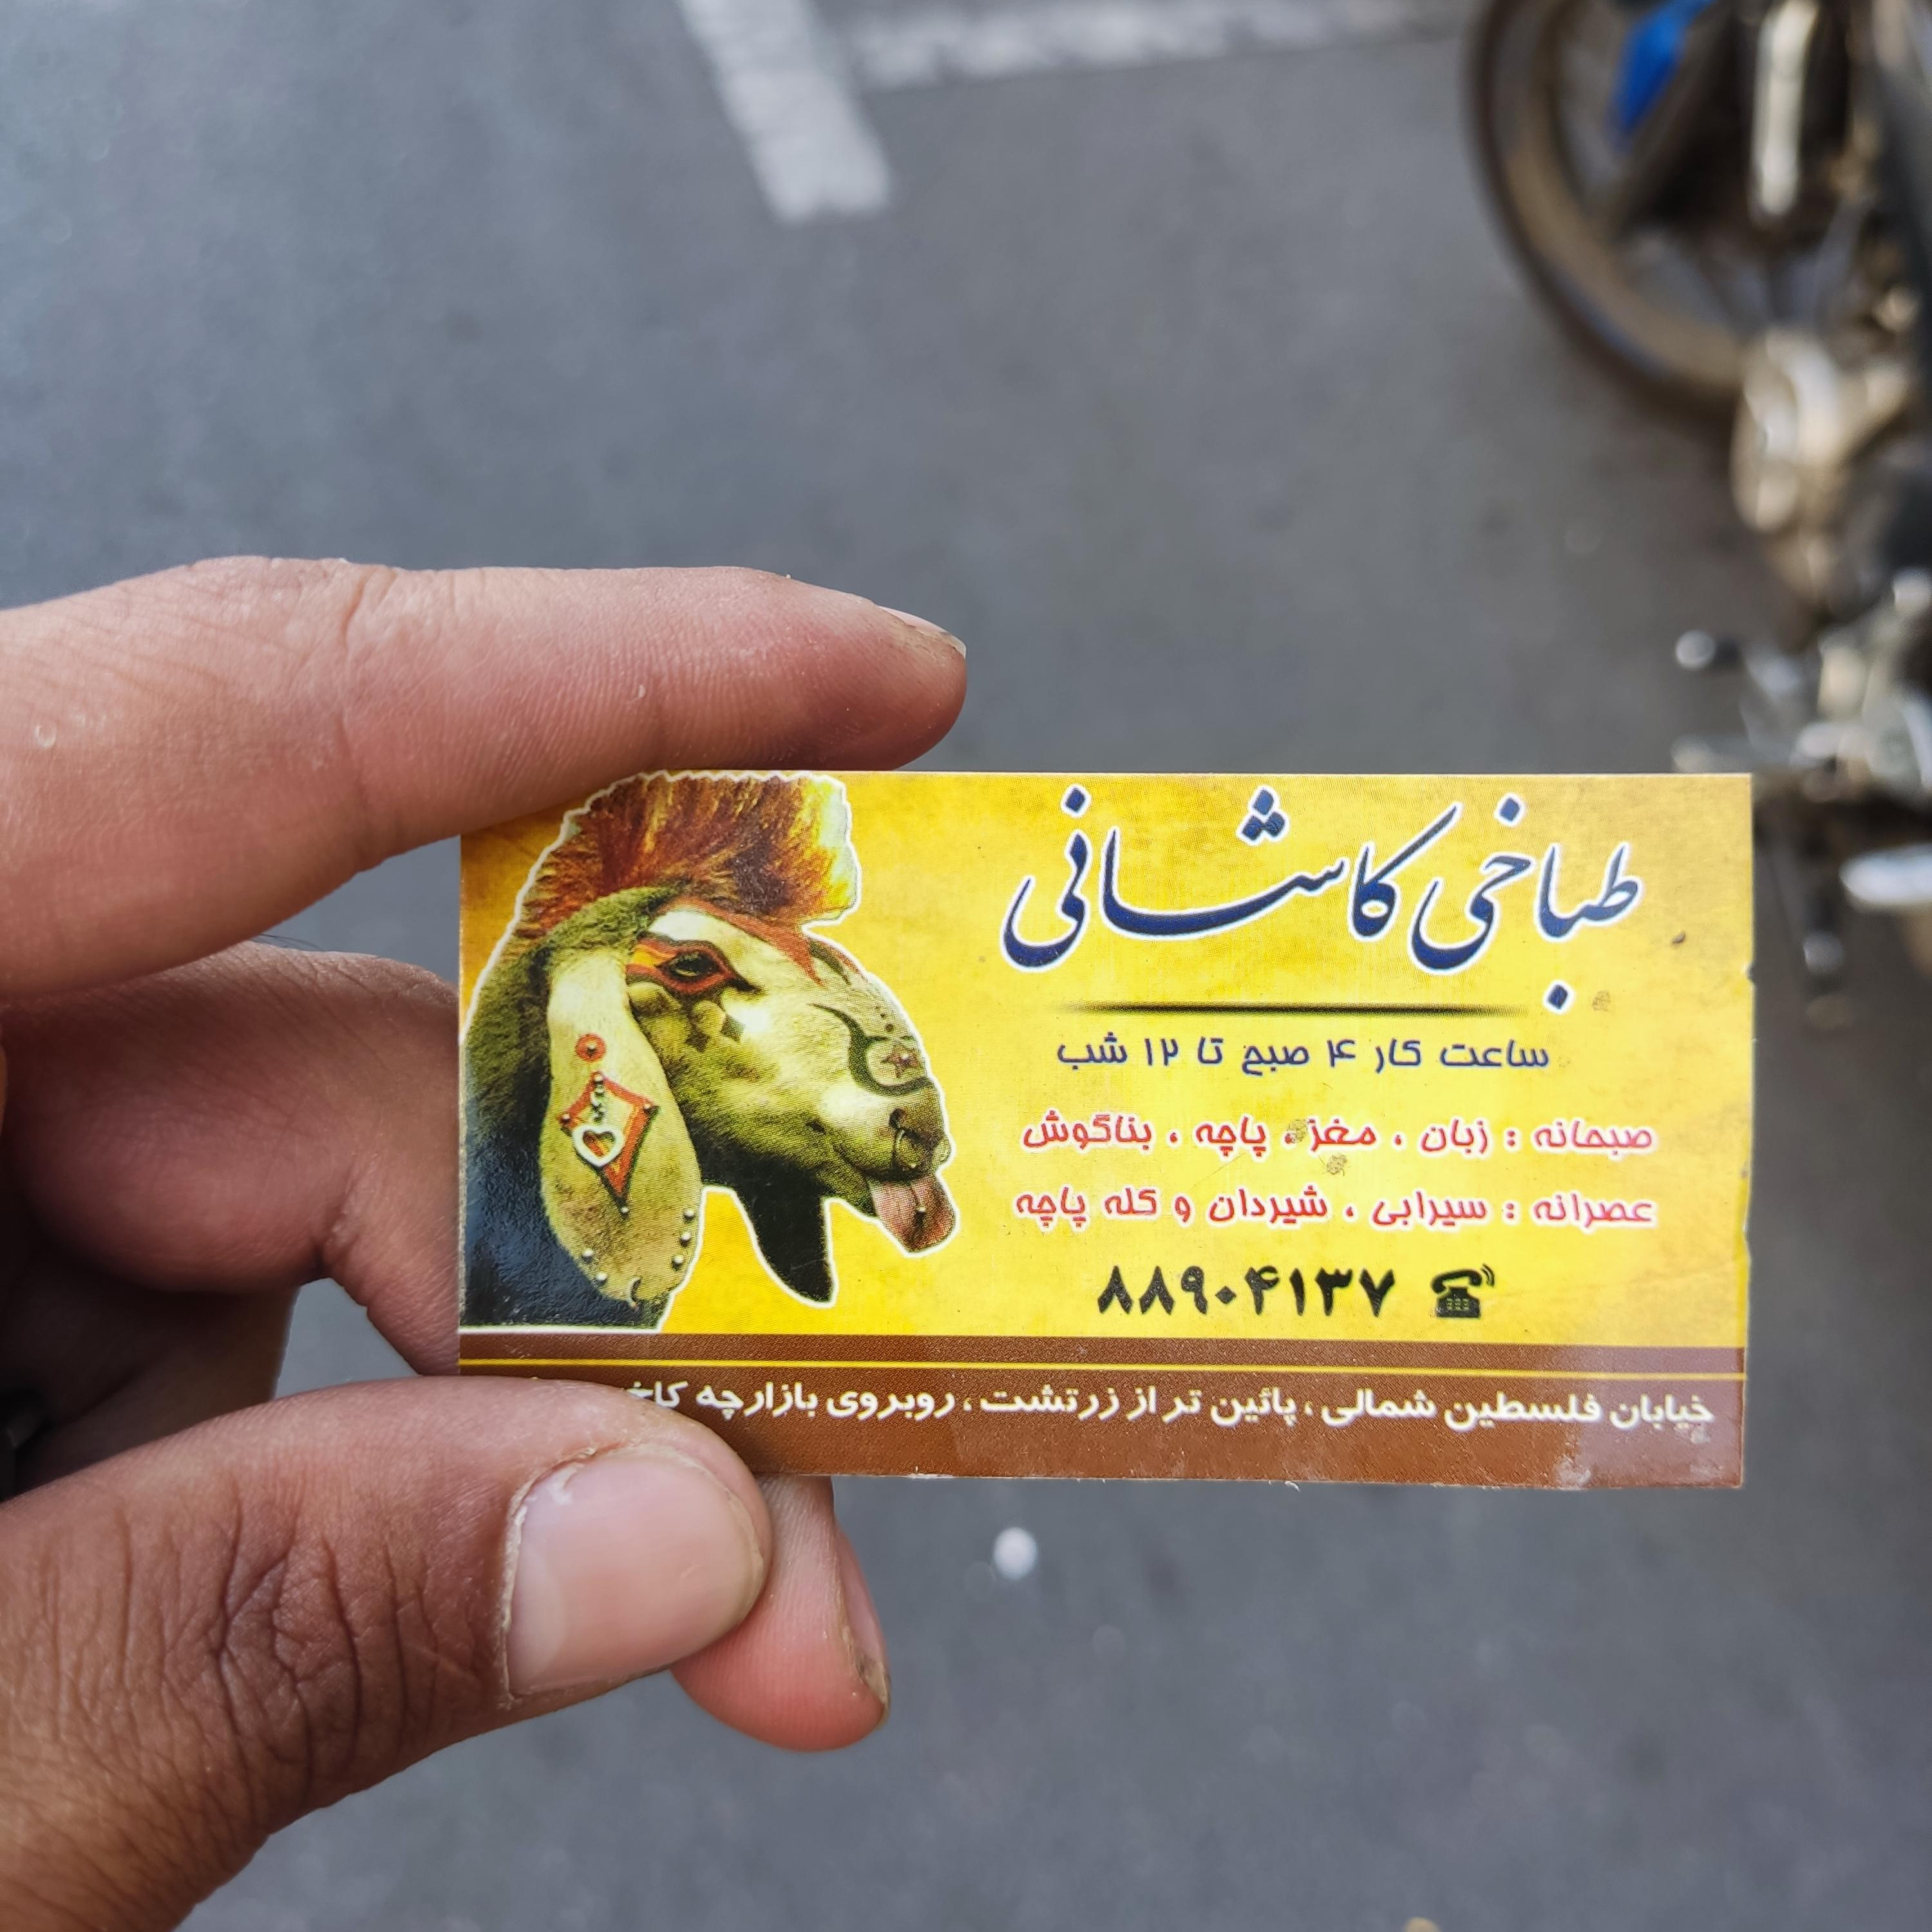 طباخی کاشانی
ساعت کار ۴ صبح تا ۱۲ شب
صبحانه : زبان ، مغز ، پاچه ، بناگوش
عصرانه : سیرابی ، شیردان و کله پاچه
۸۸۹۰۴۱۳۷
خیابان فلسطین شمالی ، پائین تر از زرتشت ، روبروی بازارچه